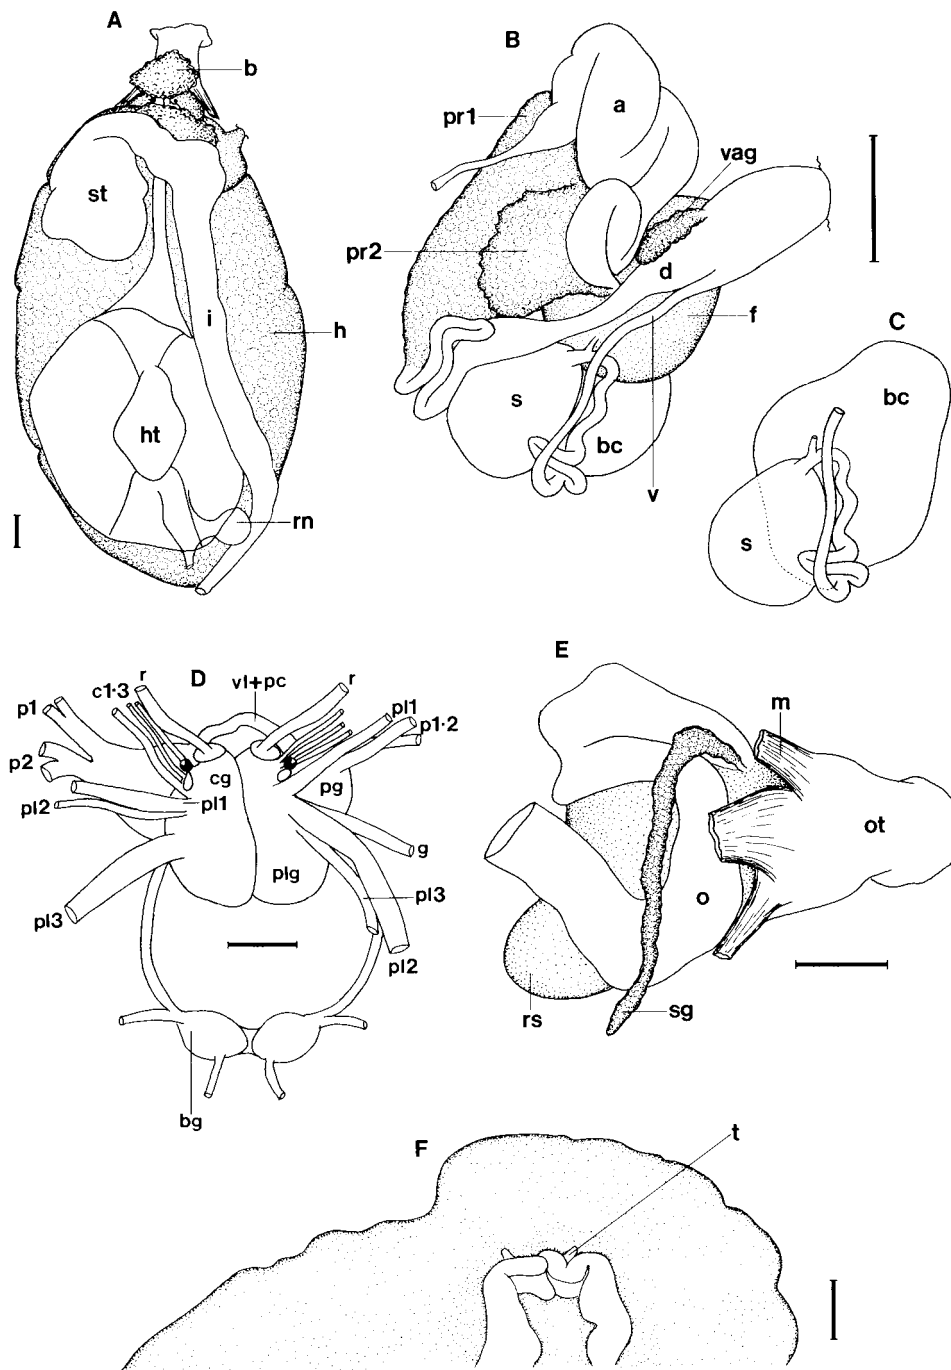 A
b
st
i
h
ht
rn
B
pr1
a
vag
pr2
d
f
s
bc
v
C
bc
s
D
r
vl+pc
r
c1·3
p1
pl1
p1·2
p2
cg
pg
pl2
pl1
g
plg
pl3
pl3
pl2
bg
E
m
ot
o
rs
sg
F
t